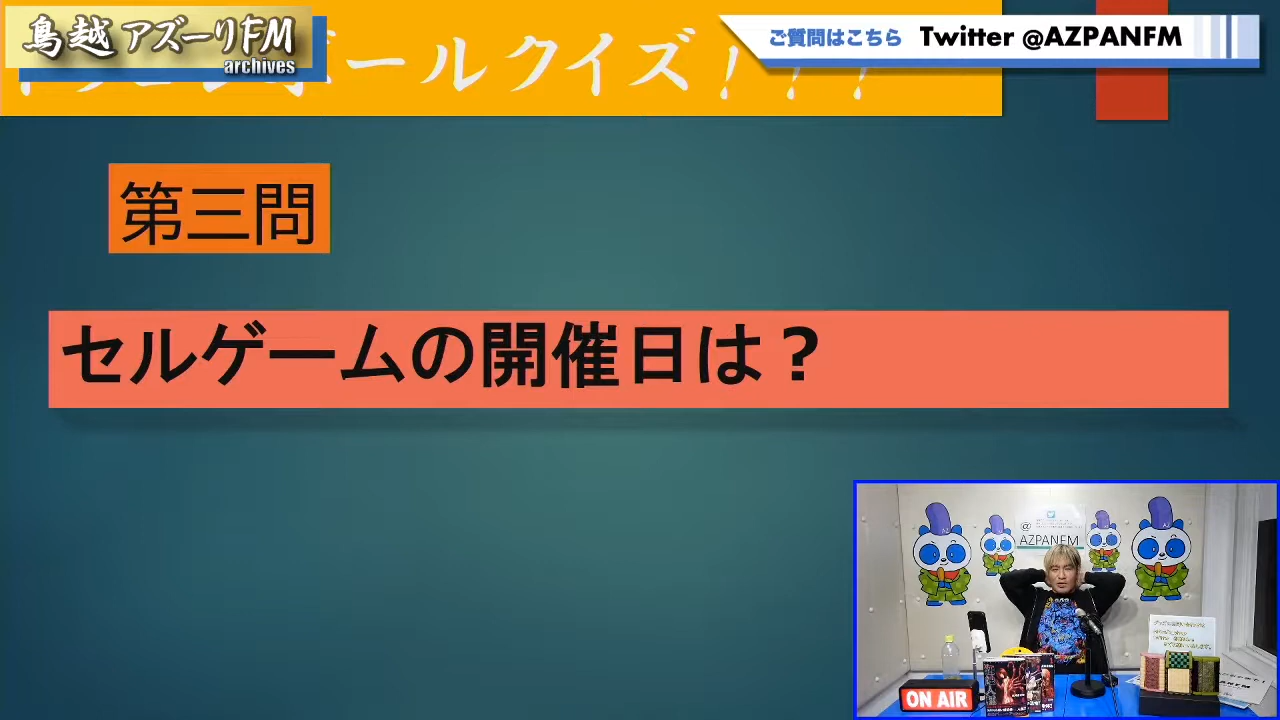 鳥越アズーリFM
archives
ボールクイズ！！！
ご質問はこちら Twitter @AZPANFM
第三問
セルゲームの開催日は？
@
AZPANFM
ON AIR